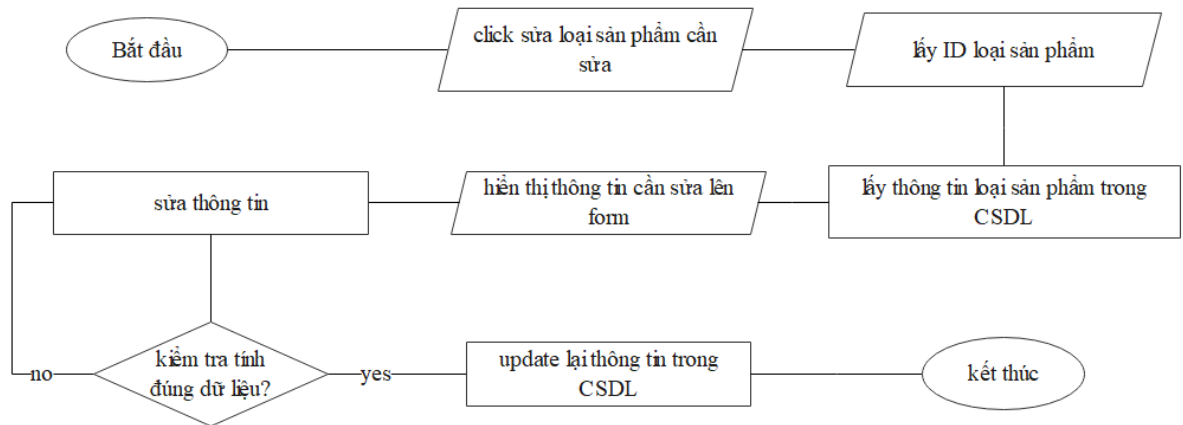 Bắt đầu
click sửa loại sản phẩm cần
sửa
lấy ID loại sản phẩm
sửa thông tin
hiển thị thông tin cần sửa lên
form
lấy thông tin loại sản phẩm trong
CSDL
no
kiểm tra tính
đúng dữ liệu?
yes
update lại thông tin trong
CSDL
kết thúc